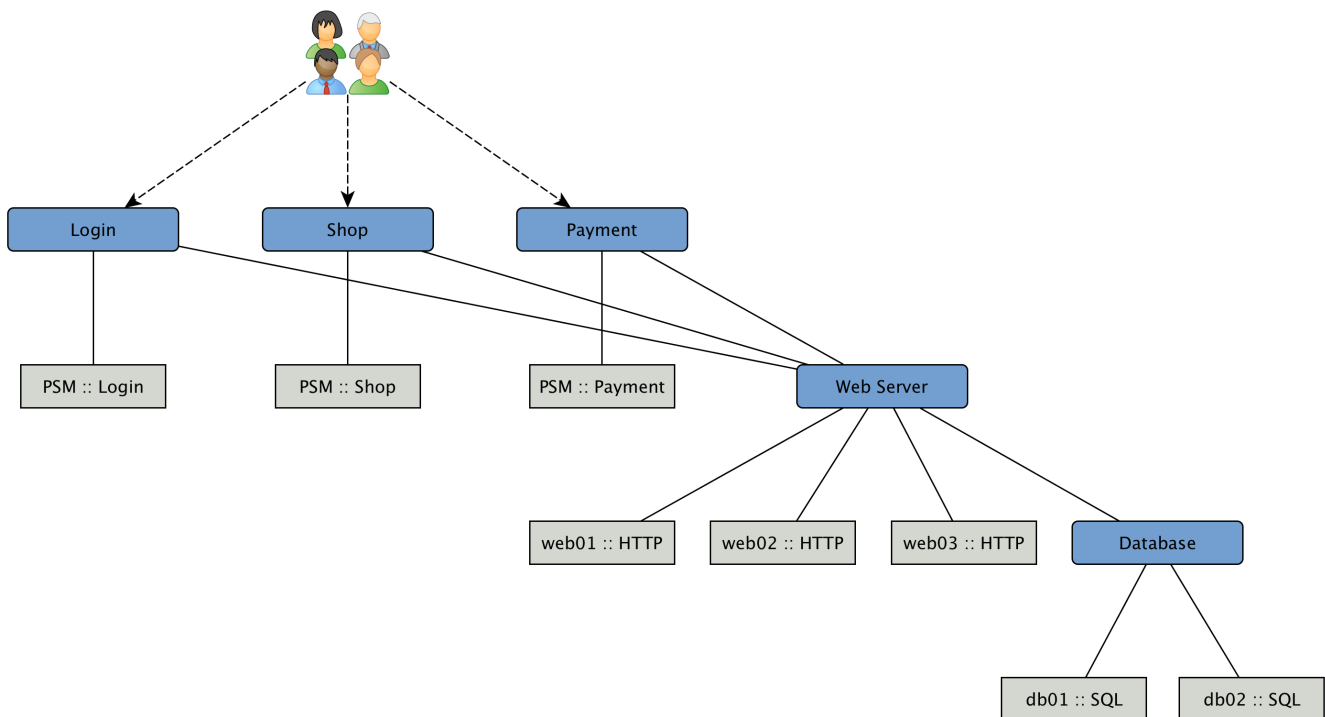 Login
Shop
Payment
PSM :: Login
PSM :: Shop
PSM :: Payment
Web Server
web01 :: HTTP
web02 :: HTTP
web03 :: HTTP
Database
db01 :: SQL
db02 :: SQL